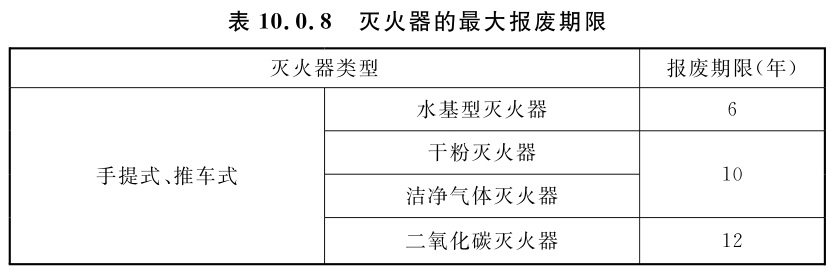 表 10.0.8 灭火器的最大报废期限
灭火器类型 报废期限(年)
手提式、推车式
水基型灭火器 6
干粉灭火器
洁净气体灭火器
10
二氧化碳灭火器 12